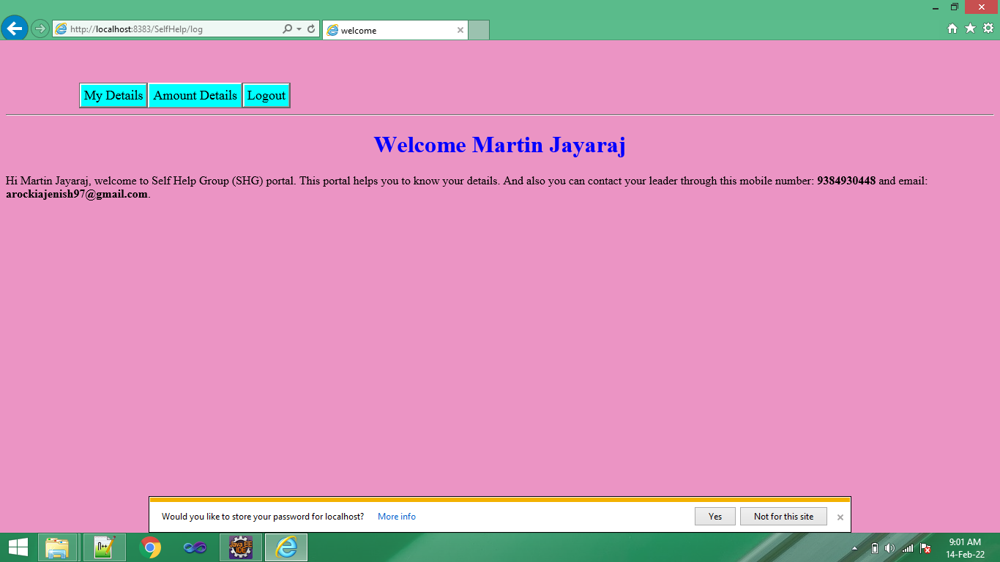 http://localhost:8383/SelfHelp/log
welcome
My Details Amount Details Logout
Welcome Martin Jayaraj
Hi Martin Jayaraj, welcome to Self Help Group (SHG) portal. This portal helps you to know your details. And also you can contact your leader through this mobile number: 9384930448 and email:
arockiajenish97@gmail.com.
Would you like to store your password for localhost? More info Yes Not for this site
Java EE
IDE
9:01 AM
14-Feb-22